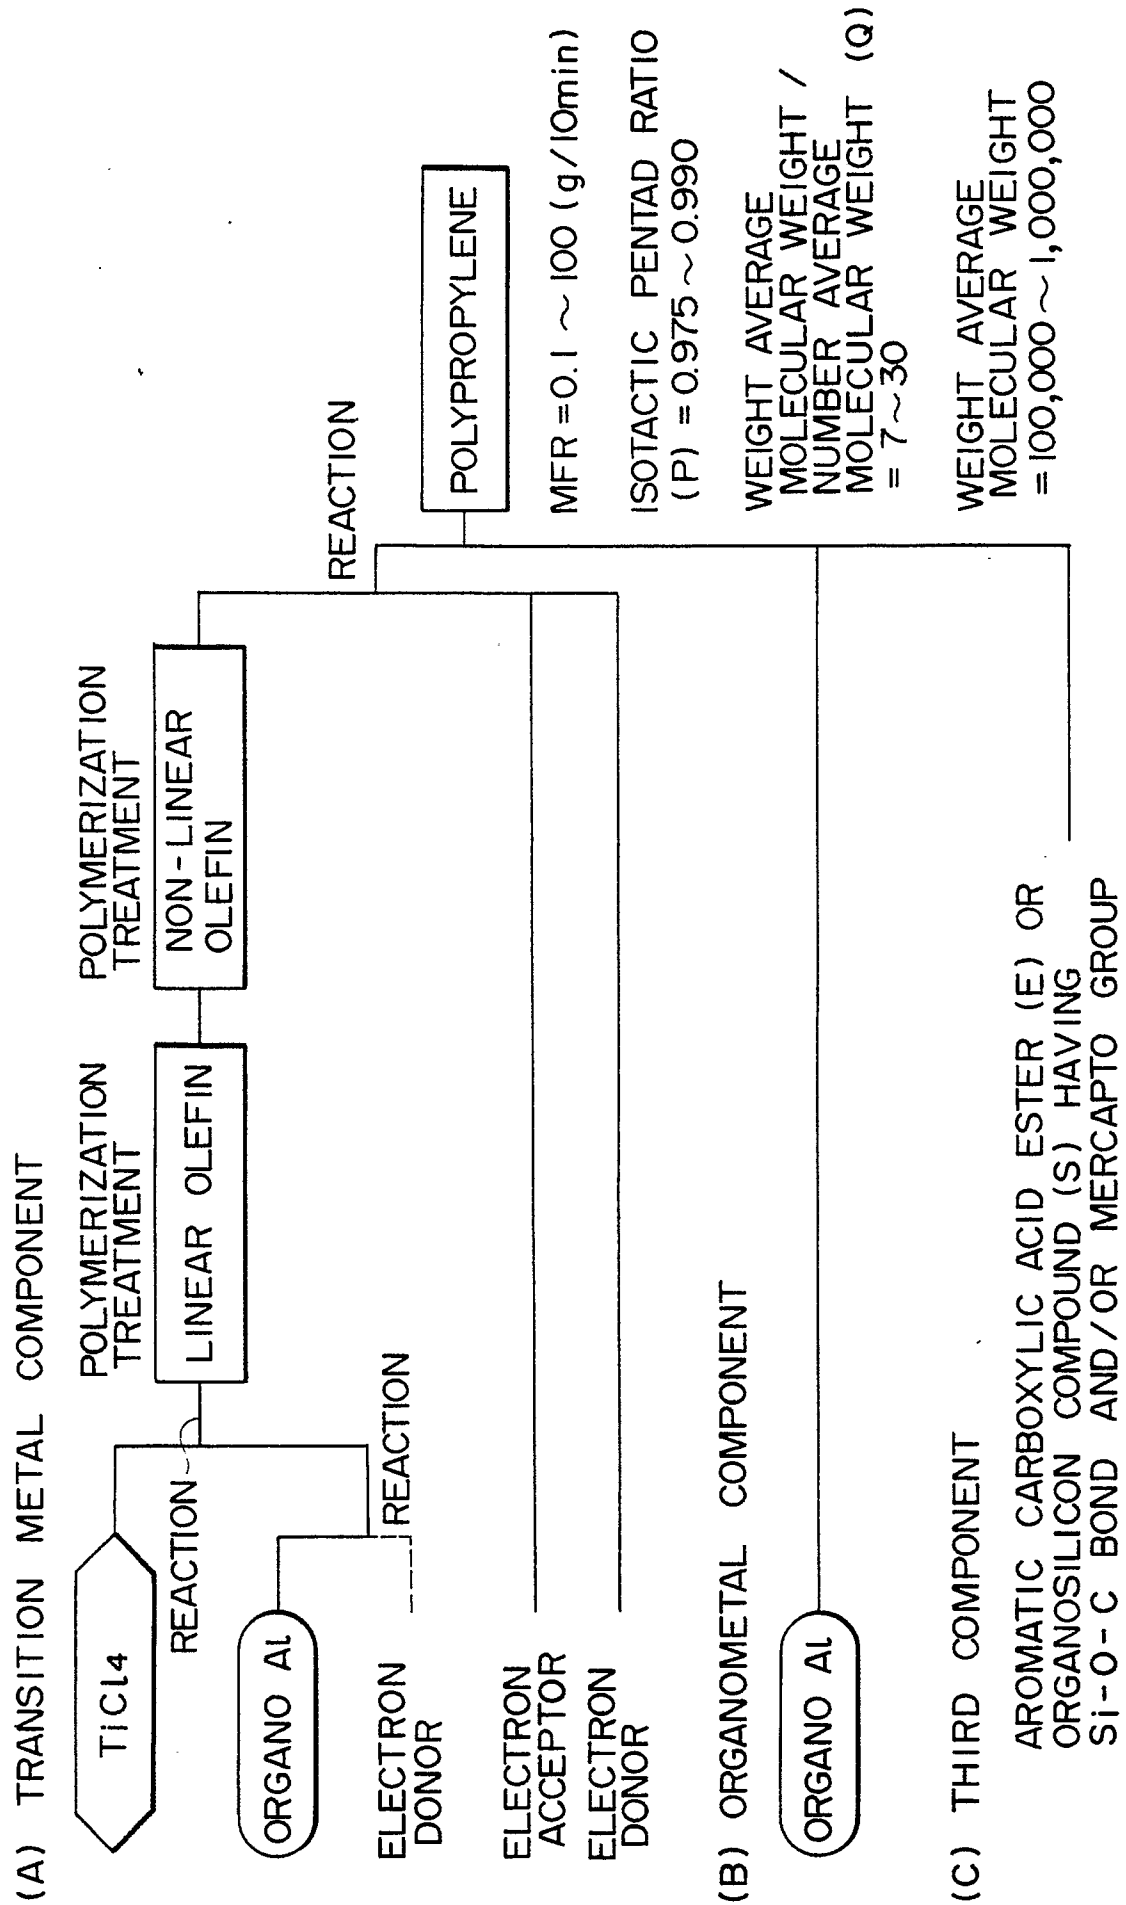 (A) TRANSITION METAL COMPONENT
TiCl4
REACTION
ORGANO Al
ELECTRON
DONOR
REACTION
POLYMERIZATION
TREATMENT
LINEAR OLEFIN
POLYMERIZATION
TREATMENT
NON-LINEAR
OLEFIN
ELECTRON
ACCEPTOR
ELECTRON
DONOR
REACTION
(B) ORGANOMETAL COMPONENT
ORGANO Al
(C) THIRD COMPONENT
AROMATIC CARBOXYLIC ACID ESTER (E) OR
ORGANOSILICON COMPOUND (S) HAVING
Si-O-C BOND AND/OR MERCAPTO GROUP
POLYPROPYLENE
MFR=0.1~100 (g/10min)
ISOTACTIC PENTAD RATIO
(P) = 0.975~0.990
WEIGHT AVERAGE
MOLECULAR WEIGHT /
NUMBER AVERAGE
MOLECULAR WEIGHT (Q)
= 7~30
WEIGHT AVERAGE
MOLECULAR WEIGHT
=100,000~1,000,000